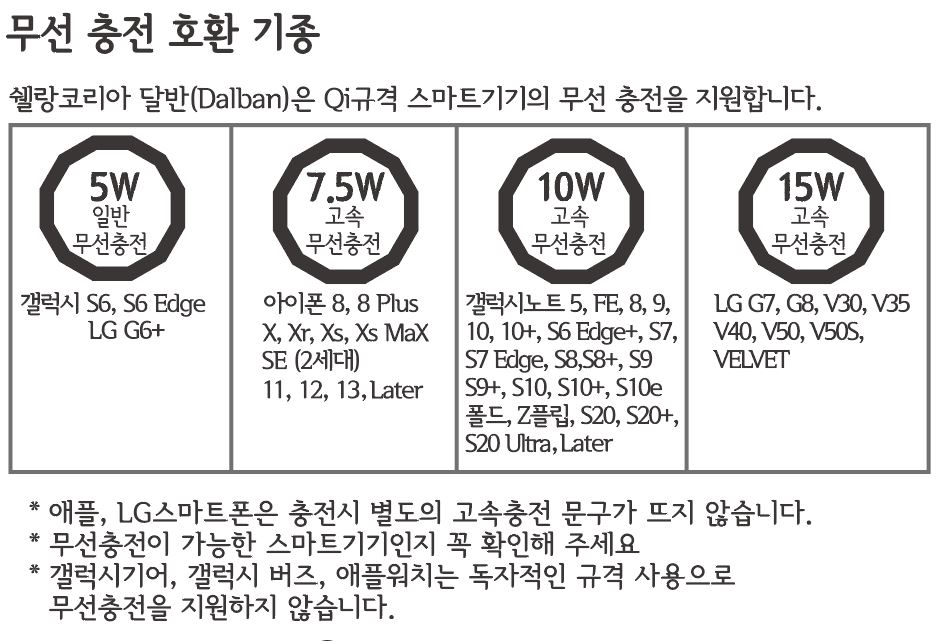 무선 충전 호환 기종
쉘랑코리아 달반(Dalban)은 Qi규격 스마트기기의 무선 충전을 지원합니다.
5W
일반
무선충전
갤럭시 S6, S6 Edge
LG G6+
7.5W
고속
무선충전
아이폰 8, 8 Plus
X, Xr, Xs, Xs MaX
SE (2세대)
11, 12, 13, Later
10W
고속
무선충전
갤럭시노트 5, FE, 8, 9,
10, 10+, S6 Edge+, S7,
S7 Edge, S8,S8+, S9
S9+, S10, S10+, S10e
폴드, Z플립, S20, S20+,
S20 Ultra, Later
15W
고속
무선충전
LG G7, G8, V30, V35
V40, V50, V50S,
VELVET
* 애플, LG스마트폰은 충전시 별도의 고속충전 문구가 뜨지 않습니다.
* 무선충전이 가능한 스마트기기인지 꼭 확인해 주세요
* 갤럭시기어, 갤럭시 버즈, 애플워치는 독자적인 규격 사용으로
무선충전을 지원하지 않습니다.